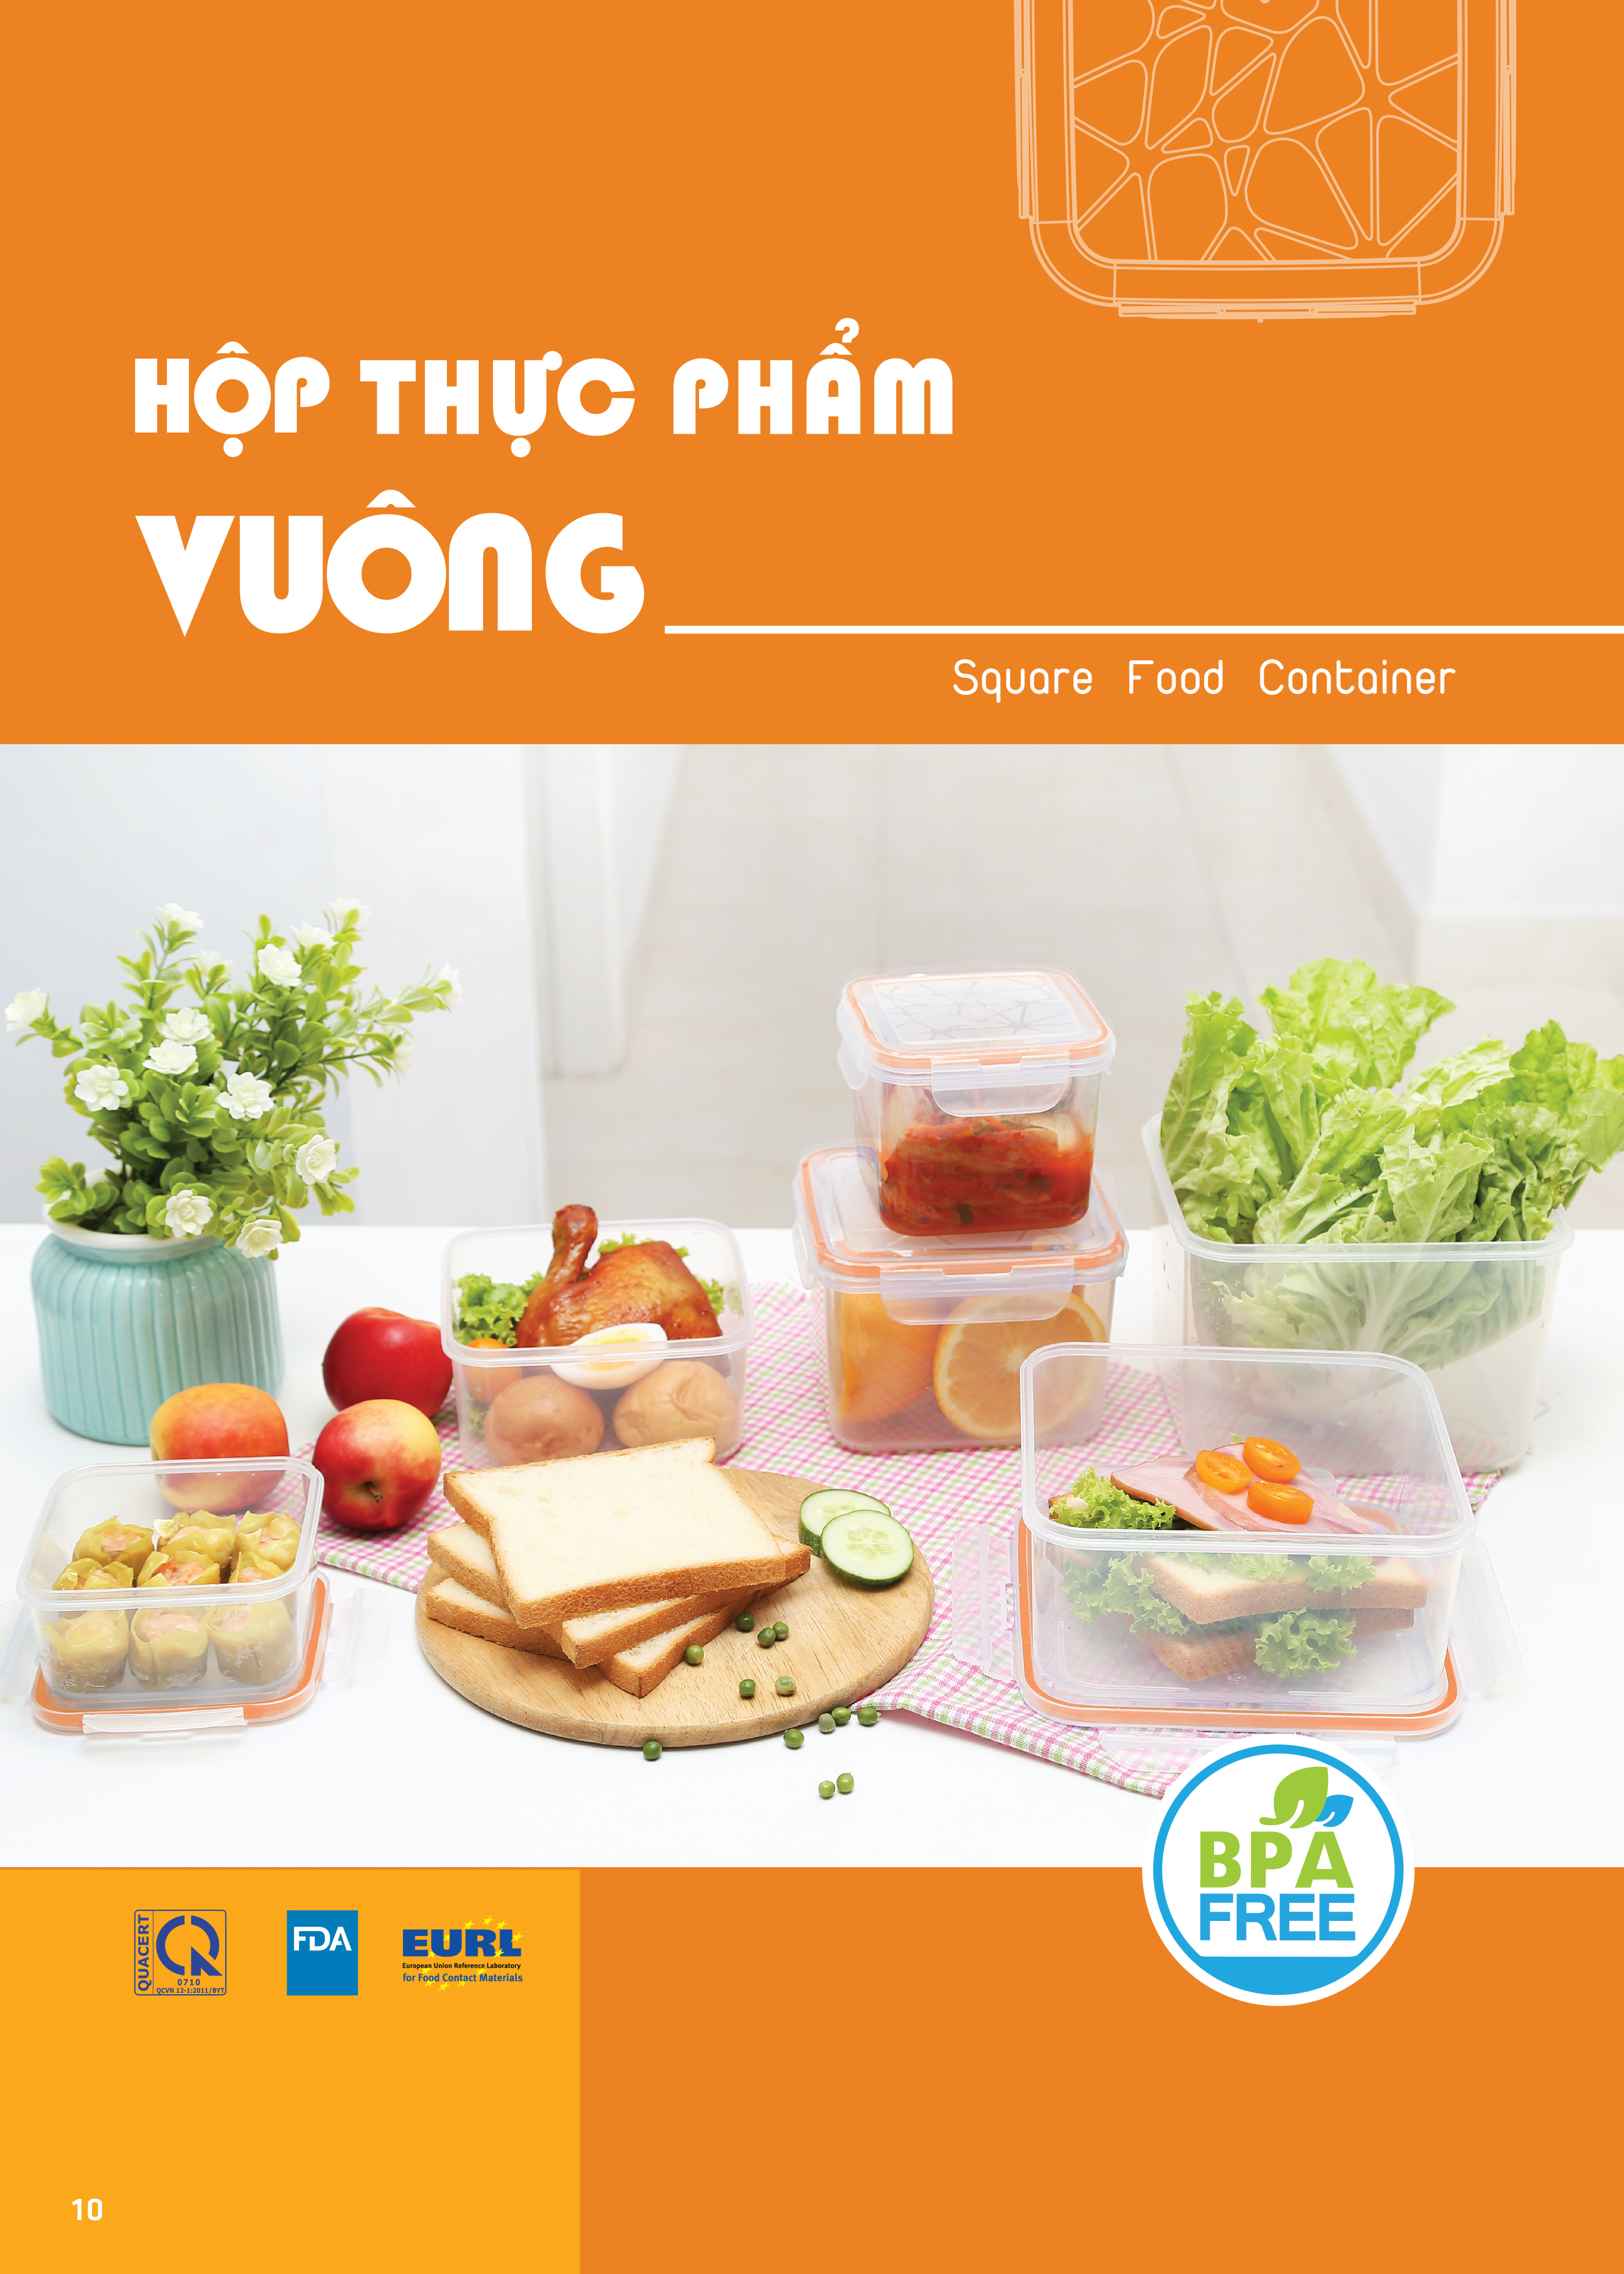 HỘP THỰC PHẨM
VUÔNG
Square Food Container
BPA
FREE
QUACERT
0710
QCVN 12-1:2011/BYT
FDA
EURL
European Union Reference Laboratory
for Food Contact Materials
10